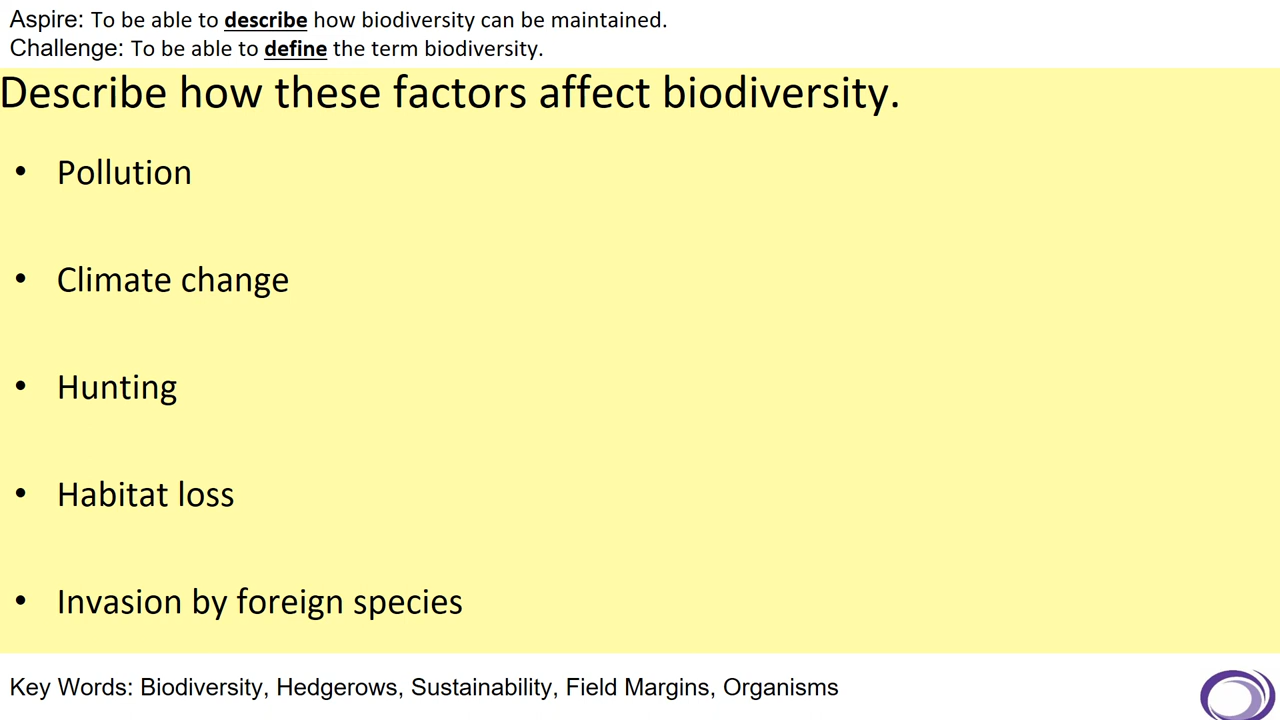 Aspire: To be able to describe how biodiversity can be maintained.
Challenge: To be able to define the term biodiversity.
Describe how these factors affect biodiversity.
• Pollution
• Climate change
• Hunting
• Habitat loss
• Invasion by foreign species
Key Words: Biodiversity, Hedgerows, Sustainability, Field Margins, Organisms